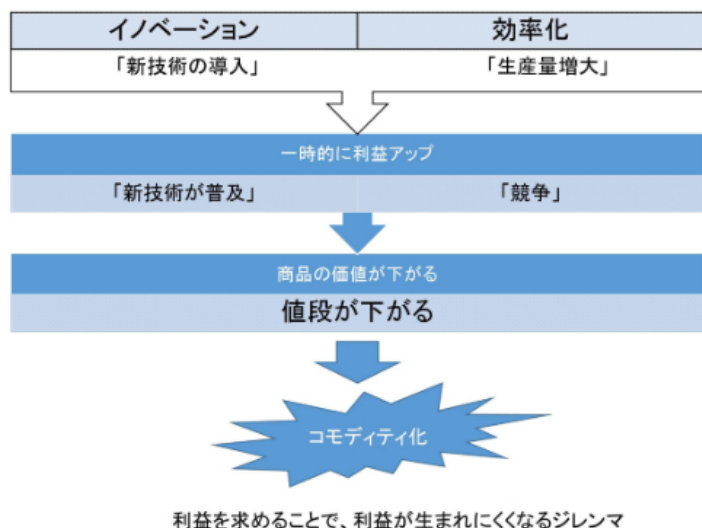 イノベーション 効率化
「新技術の導入」 「生産量増大」
一時的に利益アップ
「新技術が普及」 「競争」
商品の価値が下がる
値段が下がる
コモディティ化
利益を求めることで、利益が生まれにくくなるジレンマ